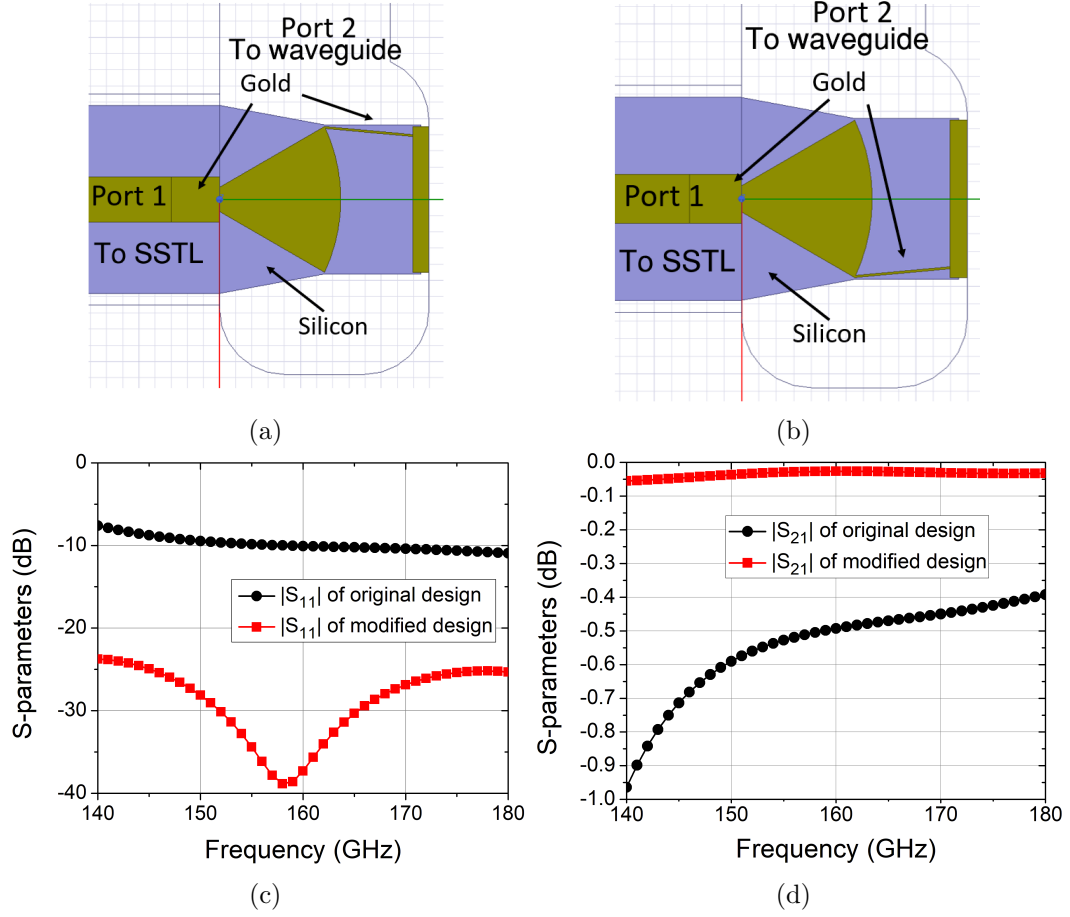 Port 2
To waveguide
Gold
Port 1
To SSTL
Silicon
(a)
Port 2
To waveguide
Gold
Port 1
To SSTL
Silicon
(b)
0
-10
-20
-30
-40
140
150
160
170
180
S-parameters (dB)
Frequency (GHz)
|S11| of original design
|S11| of modified design
(c)
0.0
-0.1
-0.2
-0.3
-0.4
-0.5
-0.6
-0.7
-0.8
-0.9
-1.0
140
150
160
170
180
S-parameters (dB)
Frequency (GHz)
|S21| of original design
|S21| of modified design
(d)